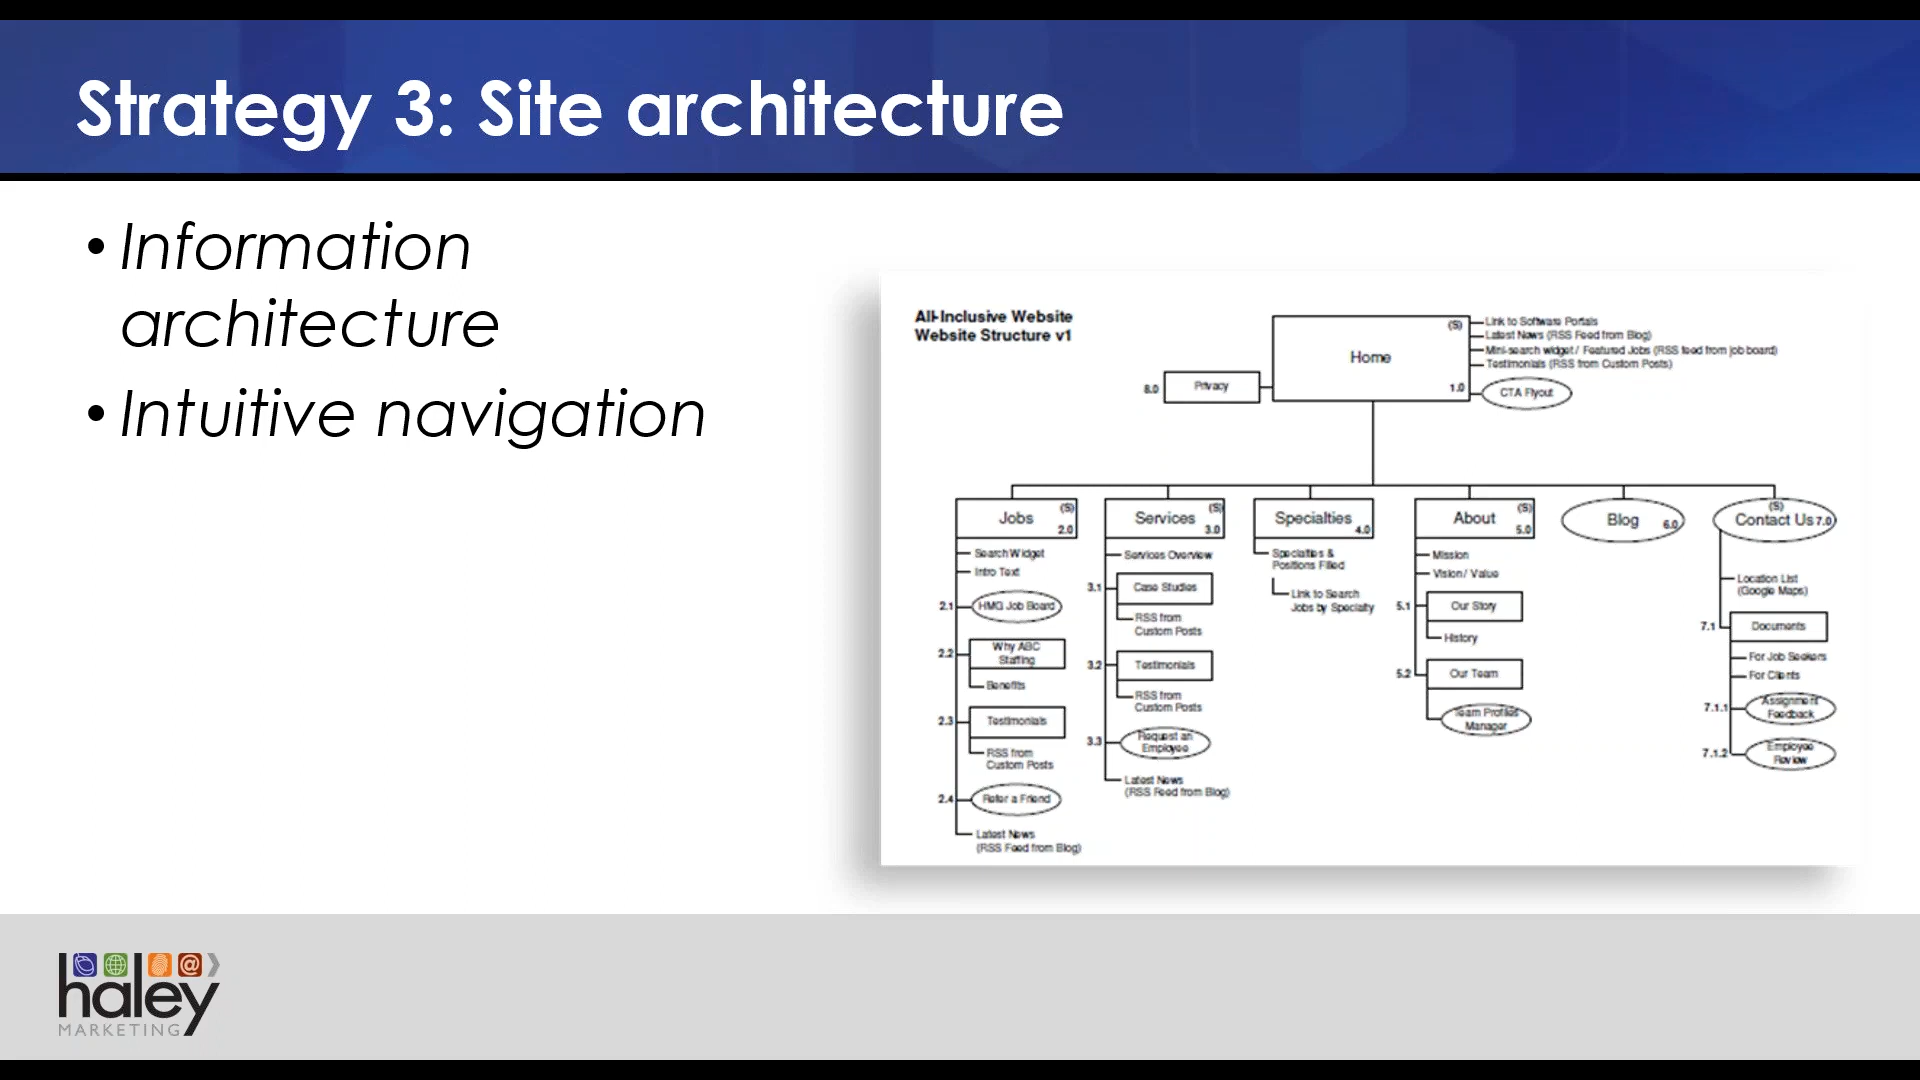 Strategy 3: Site architecture
• Information
architecture
• Intuitive navigation
All-Inclusive Website
Website Structure v1
(S)
Home
1.0
Link to Software Portals
Latest News (RSS Feed from Blog)
Mini-search widget / Featured Jobs (RSS feed from job board)
Testimonials (RSS from Custom Posts)
CTA Flyout
8.0
Privacy
Jobs
(S)
2.0
Search Widget
Intro Text
2.1
HMG Job Board
2.2
Why ABC
Staffing
Benefits
2.3
Testimonials
RSS from
Custom Posts
2.4
Refer a Friend
Latest News
(RSS Feed from Blog)
Services
(S)
3.0
Services Overview
3.1
Case Studies
RSS from
Custom Posts
3.2
Testimonials
RSS from
Custom Posts
3.3
Request an
Employee
Latest News
(RSS Feed from Blog)
Specialties
4.0
Specialties &
Positions Filled
Link to Search
Jobs by Specialty
About
(S)
5.0
Mission
Vision / Value
5.1
Our Story
History
5.2
Our Team
Team Profiles
Manager
Blog
6.0
(S)
Contact Us 7.0
Location List
(Google Maps)
7.1
Documents
For Job Seekers
For Clients
7.1.1
Assignment
Feedback
7.1.2
Employee
Review
haley
MARKETING